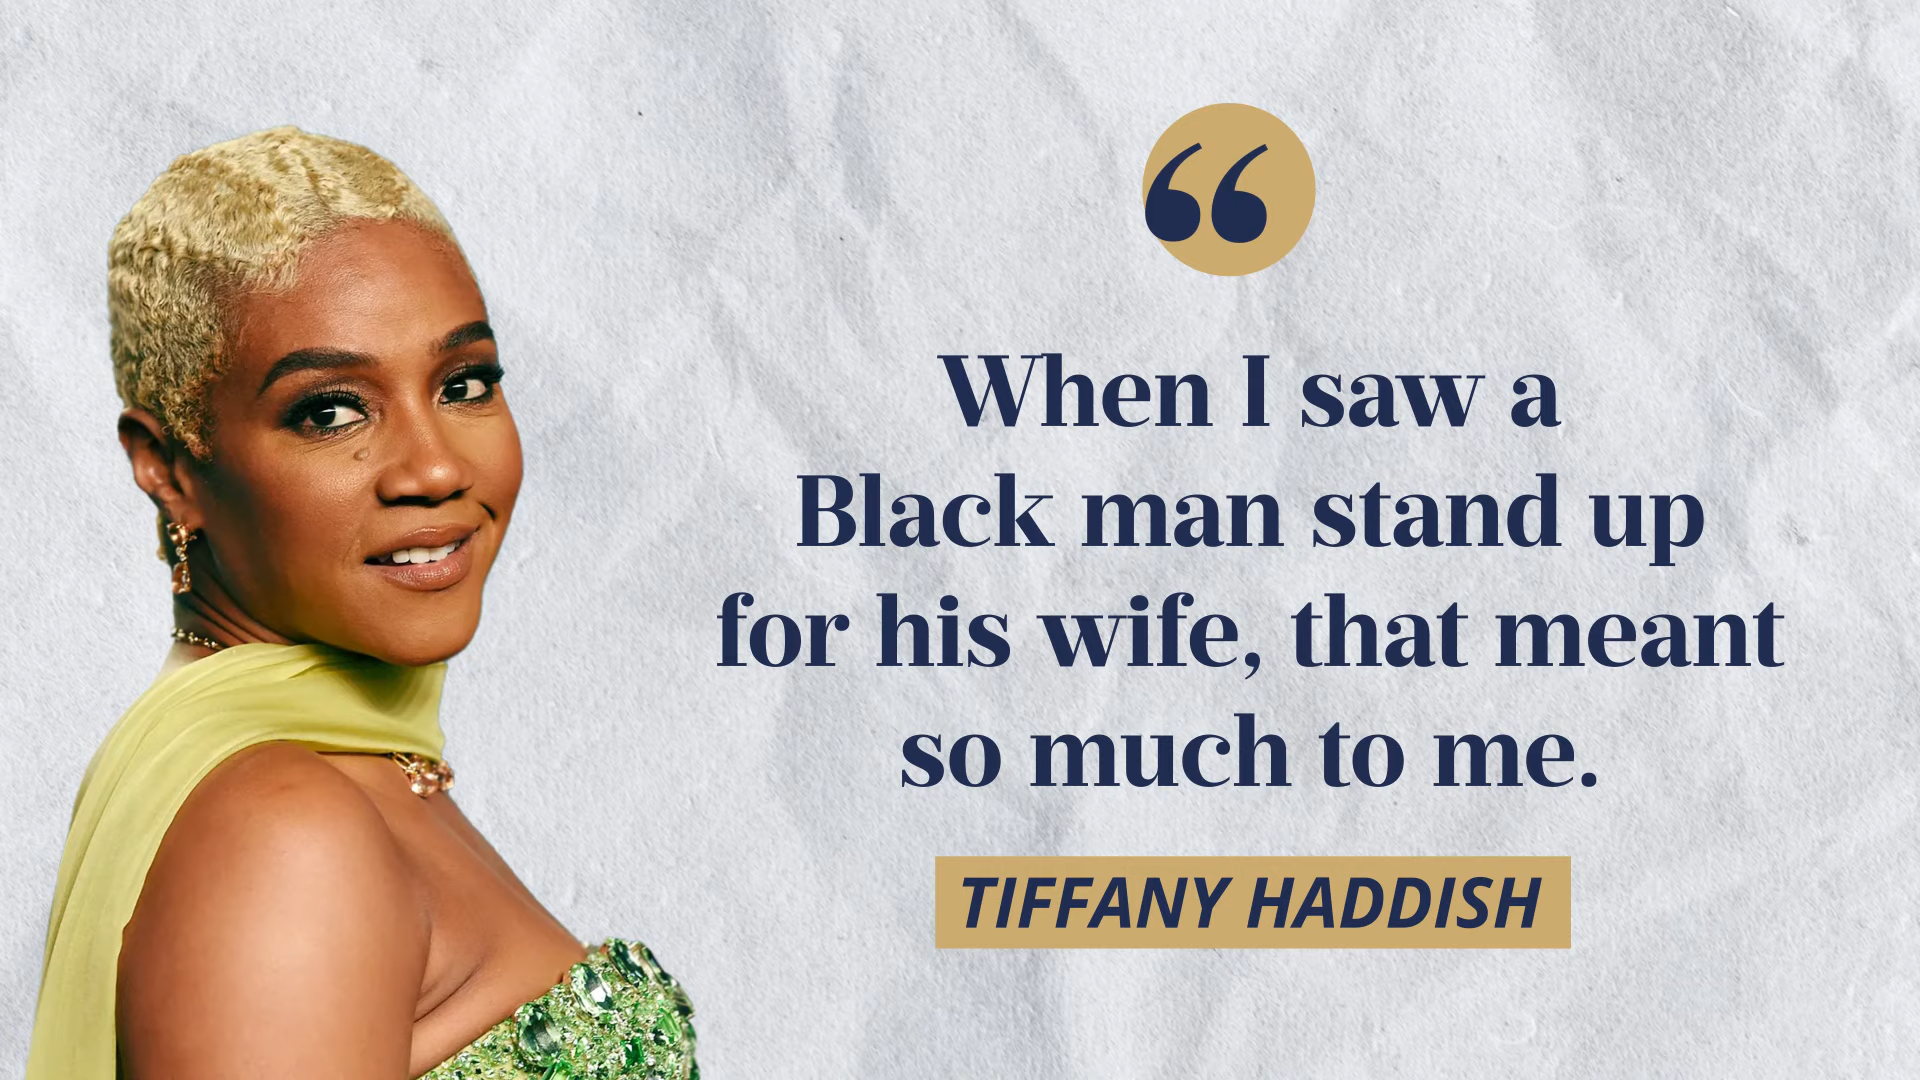 “
When I saw a
Black man stand up
for his wife, that meant
so much to me.
TIFFANY HADDISH